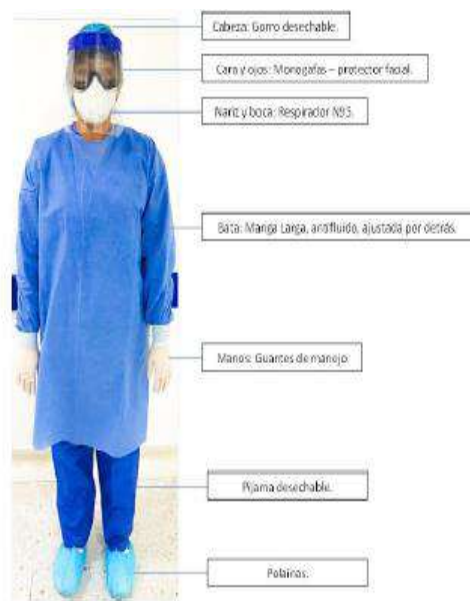 Cabeza: Gorro desechable.
Cara y ojos: Monogafas – protector facial.
Nariz y boca: Respirador N95.
Bata: Manga Larga, antifluido, ajustada por detrás.
Manos: Guantes de manejo
Pijama desechable.
Polainas.